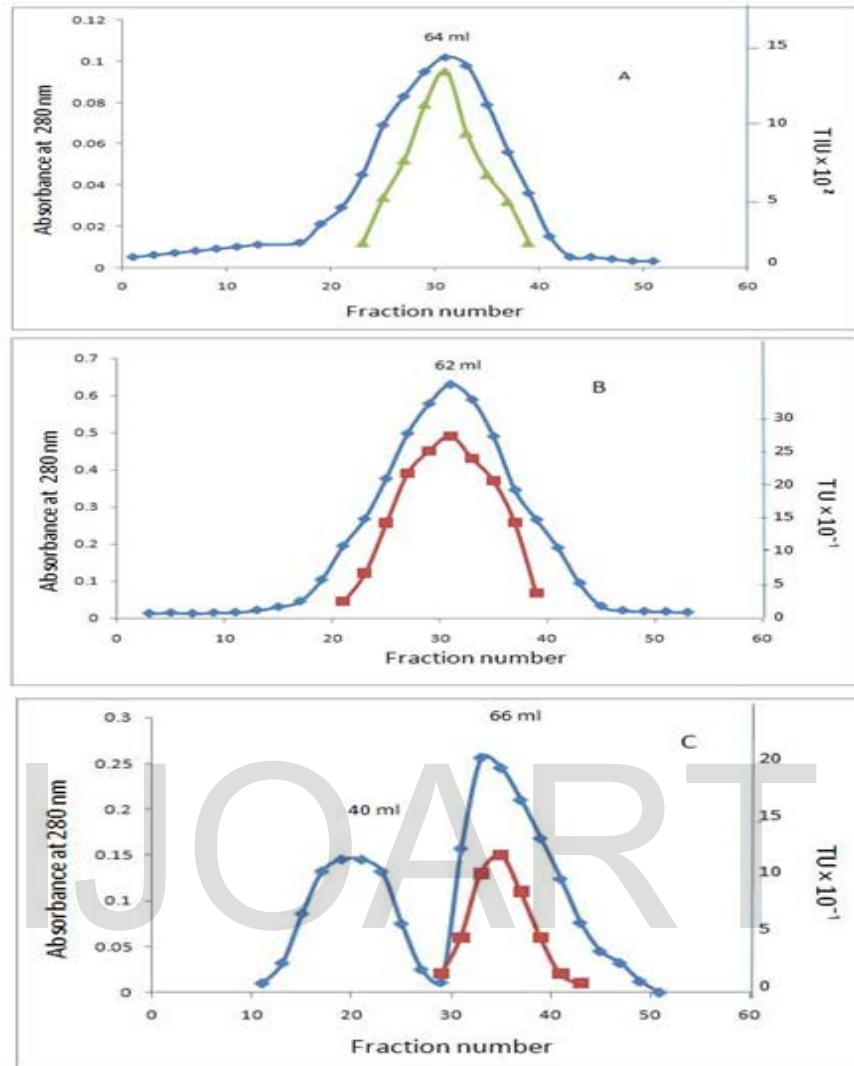 64 ml
A
Absorbance at 280 nm
0.12
0.1
0.08
0.06
0.04
0.02
0
15
10
5
0
TIU × 10²
0 10 20 30 40 50 60
Fraction number
62 ml
B
Absorbance at 280 nm
0.7
0.6
0.5
0.4
0.3
0.2
0.1
0
30
25
20
15
10
5
0
TU × 10⁻¹
0 10 20 30 40 50 60
Fraction number
66 ml
C
40 ml
Absorbance at 280 nm
0.3
0.25
0.2
0.15
0.1
0.05
0
20
15
10
5
0
TU × 10⁻¹
0 10 20 30 40 50 60
Fraction number
IJOART